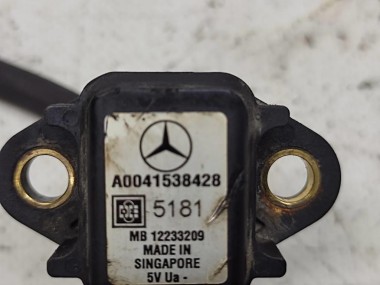 A0041538428
5181
MB 12233209
MADE IN
SINGAPORE
5V Ua -